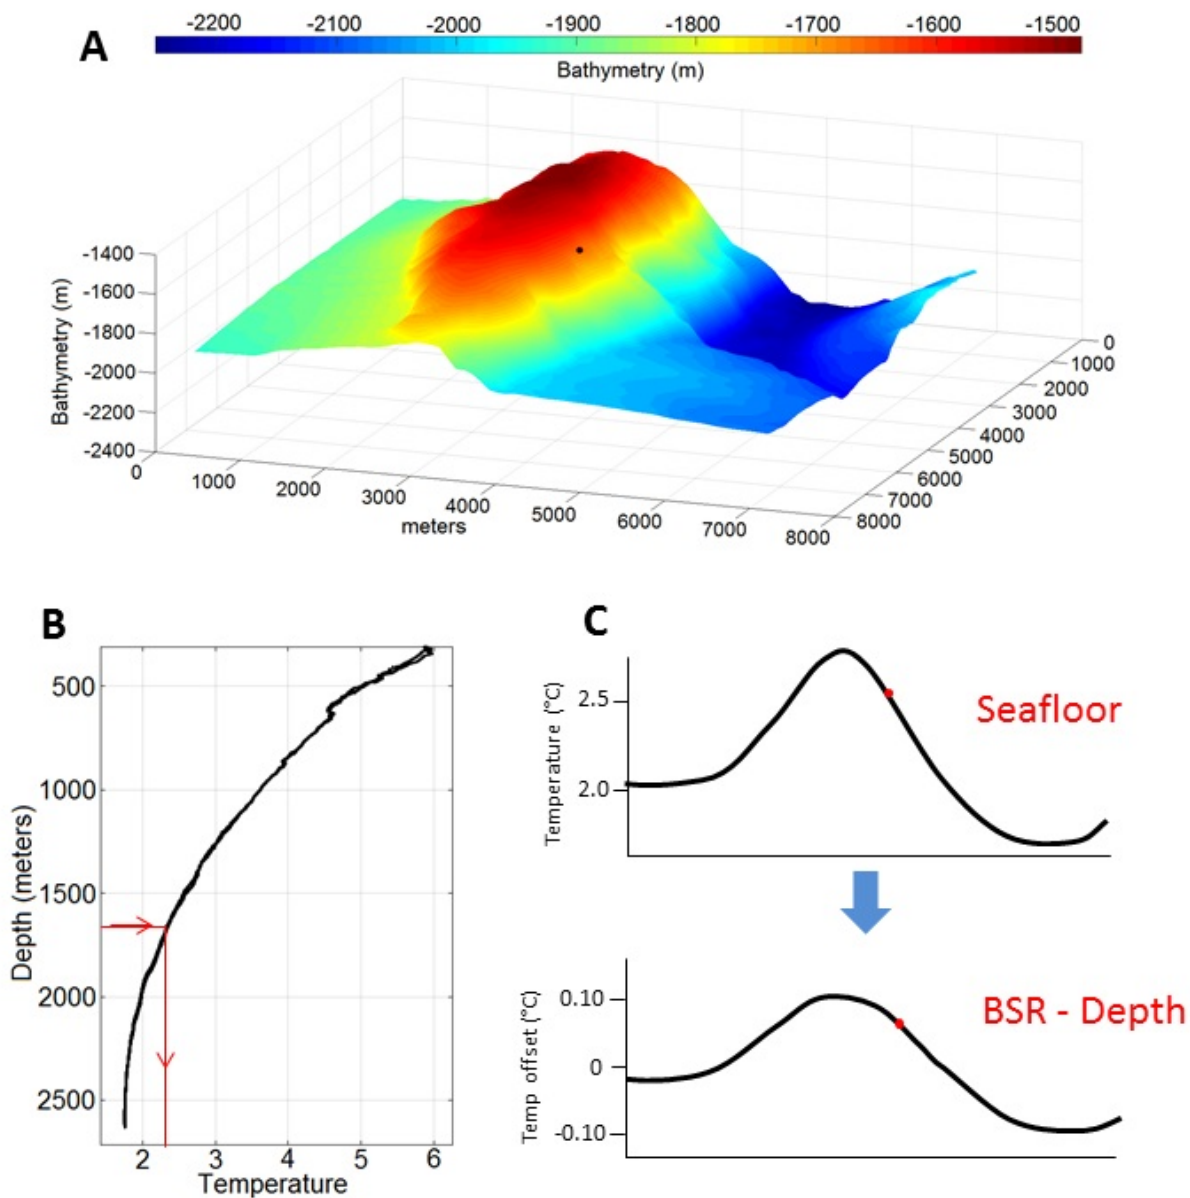 A
-2200 -2100 -2000 -1900 -1800 -1700 -1600 -1500
Bathymetry (m)
Bathymetry (m)
-1400
-1600
-1800
-2000
-2200
-2400
0 1000 2000 3000 4000 5000 6000 7000 8000
meters
0
1000
2000
3000
4000
5000
6000
7000
8000
B
Depth (meters)
500
1000
1500
2000
2500
2 3 4 5 6
Temperature
C
Temperature (°C)
2.5
2.0
Seafloor
Temp offset (°C)
0.10
0
-0.10
BSR - Depth